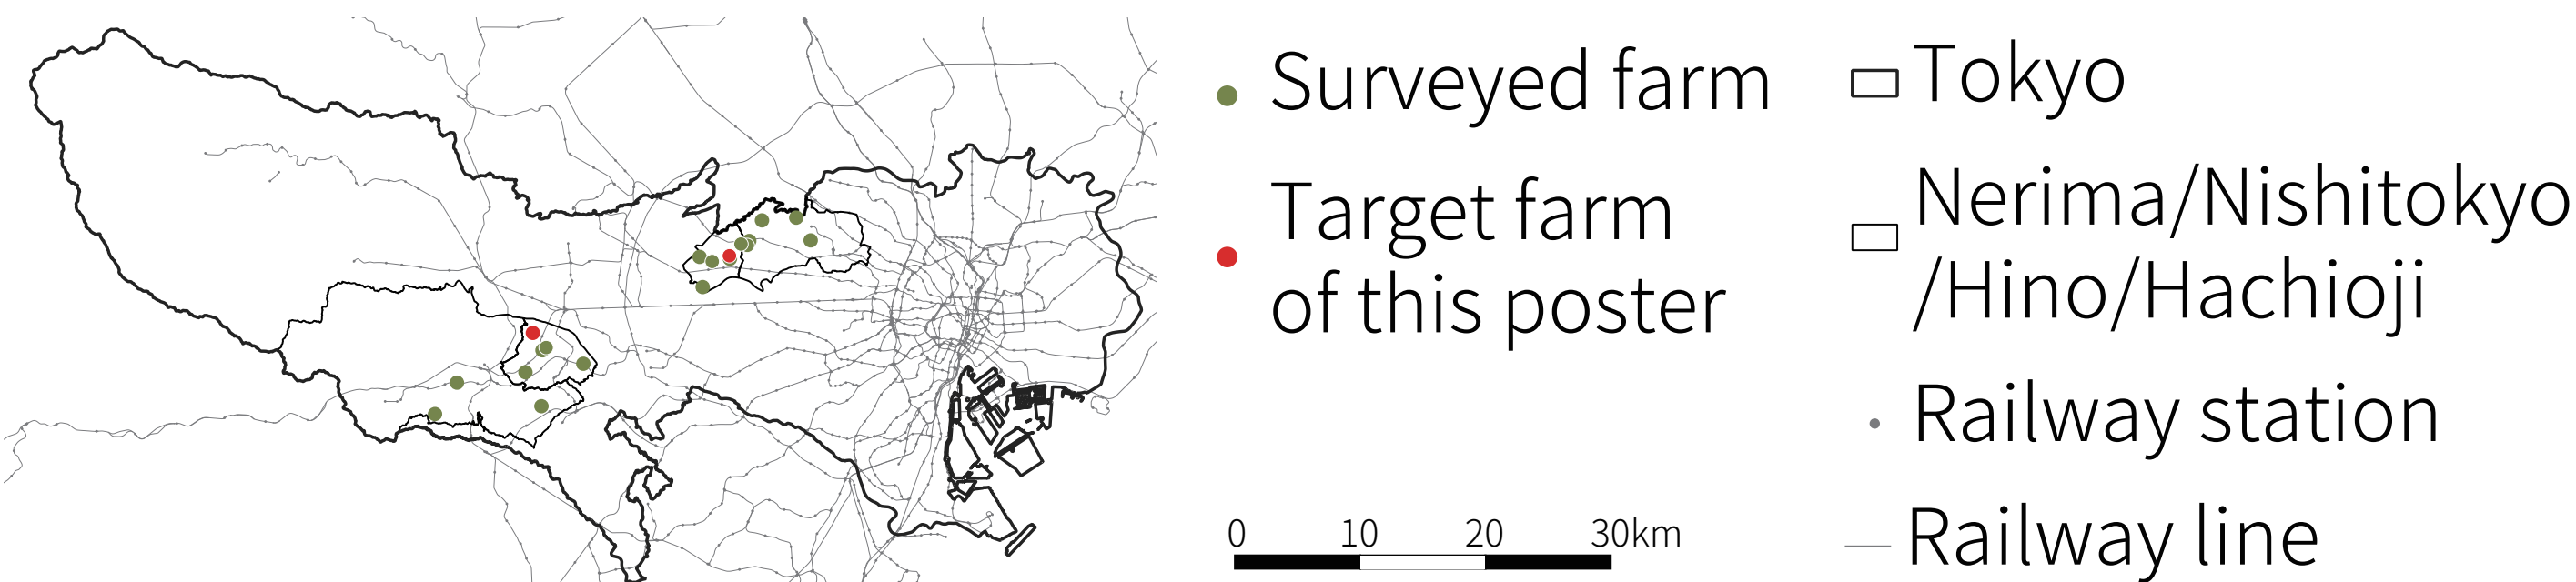 Surveyed farm
Target farm
of this poster
0 10 20 30km
Tokyo
Nerima/Nishitokyo
/Hino/Hachioji
Railway station
Railway line